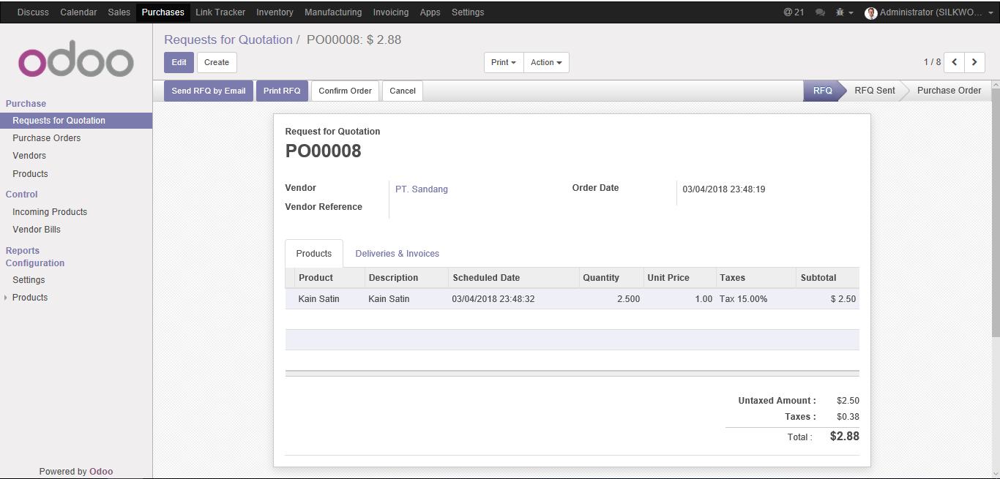 Discuss Calendar Sales Purchases Link Tracker Inventory Manufacturing Invoicing Apps Settings @ 21 Administrator (SILKWO...
odoo
Requests for Quotation / PO00008: $ 2.88
Edit Create Print Action 1 / 8
Send RFQ by Email Print RFQ Confirm Order Cancel RFQ RFQ Sent Purchase Order
Purchase
Requests for Quotation
Purchase Orders
Vendors
Products
Control
Incoming Products
Vendor Bills
Reports
Configuration
Settings
Products
Powered by Odoo
Request for Quotation
PO00008
Vendor PT. Sandang Order Date 03/04/2018 23:48:19
Vendor Reference
Products Deliveries & Invoices
Product Description Scheduled Date Quantity Unit Price Taxes Subtotal
Kain Satin Kain Satin 03/04/2018 23:48:32 2.500 1.00 Tax 15.00% $ 2.50
Untaxed Amount : $2.50
Taxes : $0.38
Total : $2.88